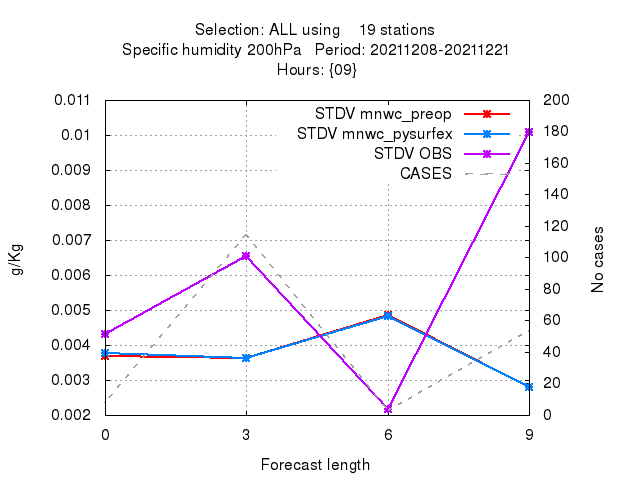 Selection: ALL using    19 stations
Specific humidity 200hPa   Period: 20211208-20211221
Hours: {09}
STDV mnwc_preop
STDV mnwc_pysurfex
STDV OBS
CASES
0.011
0.01
0.009
0.008
0.007
0.006
0.005
0.004
0.003
0.002
g/Kg
200
180
160
140
120
100
80
60
40
20
0
No cases
0 3 6 9
Forecast length